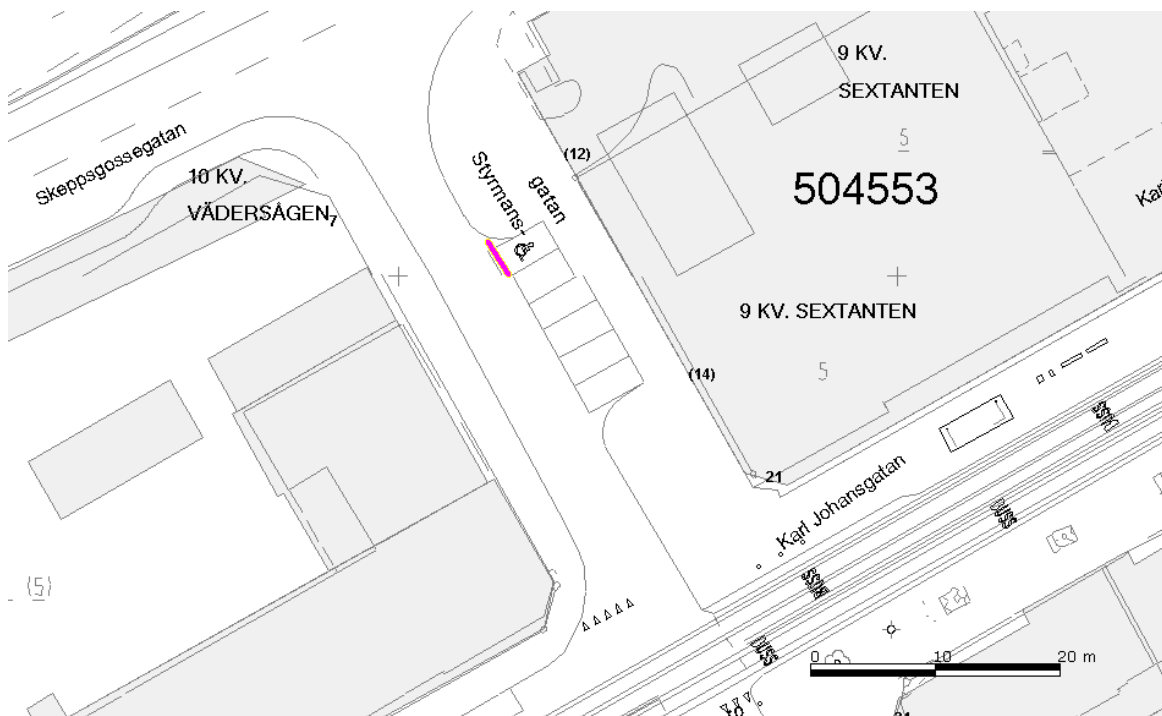 9 KV.
SEXTANTEN
5
504553
Skeppsgossegatan
10 KV.
VÄDERSÅGEN
7
Styrmans-
gatan
(12)
9 KV. SEXTANTEN
5
(14)
21
Karl Johansgatan
BUSS
BUSS
BUSS
BUSS
(5)
0 10 20 m